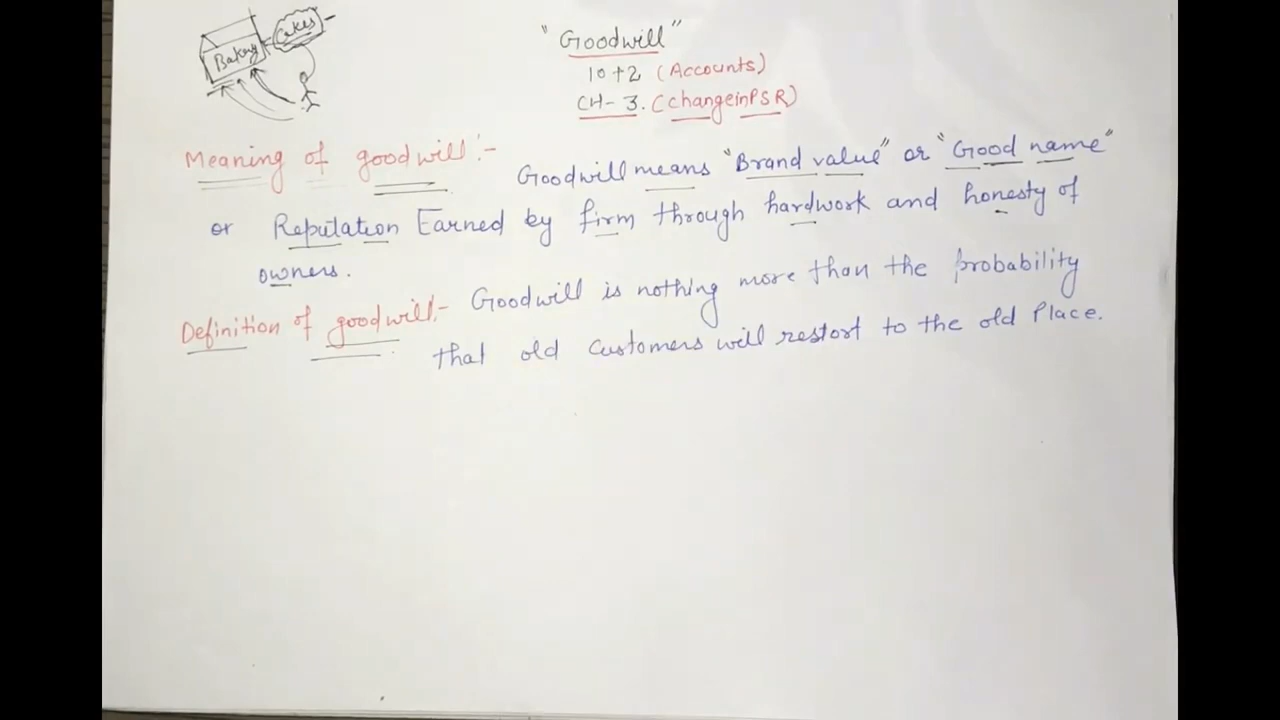 Bakery
Cakes
"Goodwill"
10+2 (Accounts)
CH-3. (change in PSR)
Meaning of goodwill:- Goodwill means "Brand value" or "Good name"
or Reputation Earned by firm through hardwork and honesty of
owners.
Definition of goodwill:- Goodwill is nothing more than the probability
that old customers will restort to the old Place.